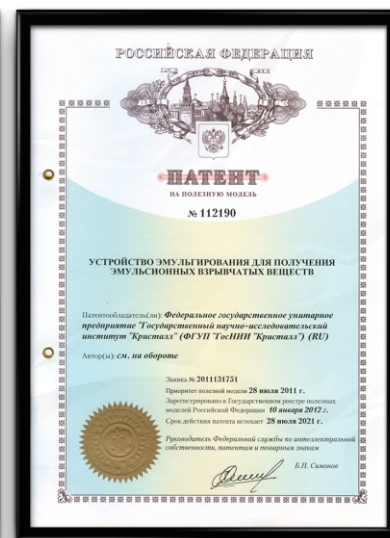 РОССИЙСКАЯ ФЕДЕРАЦИЯ
ПАТЕНТ
НА ПОЛЕЗНУЮ МОДЕЛЬ
№ 112190
УСТРОЙСТВО ЭМУЛЬГИРОВАНИЯ ДЛЯ ПОЛУЧЕНИЯ
ЭМУЛЬСИОННЫХ ВЗРЫВЧАТЫХ ВЕЩЕСТВ
Патентообладатель(ли): Федеральное государственное унитарное
предприятие "Государственный научно-исследовательский
институт "Кристалл" (ФГУП "ГосНИИ "Кристалл") (RU)
Автор(ы): см. на обороте
Заявка № 2011131751
Приоритет полезной модели 28 июля 2011 г.
Зарегистрировано в Государственном реестре полезных
моделей Российской Федерации 10 января 2012 г.
Срок действия патента истекает 28 июля 2021 г.
Руководитель Федеральной службы по интеллектуальной
собственности, патентам и товарным знакам
Б.П. Симонов